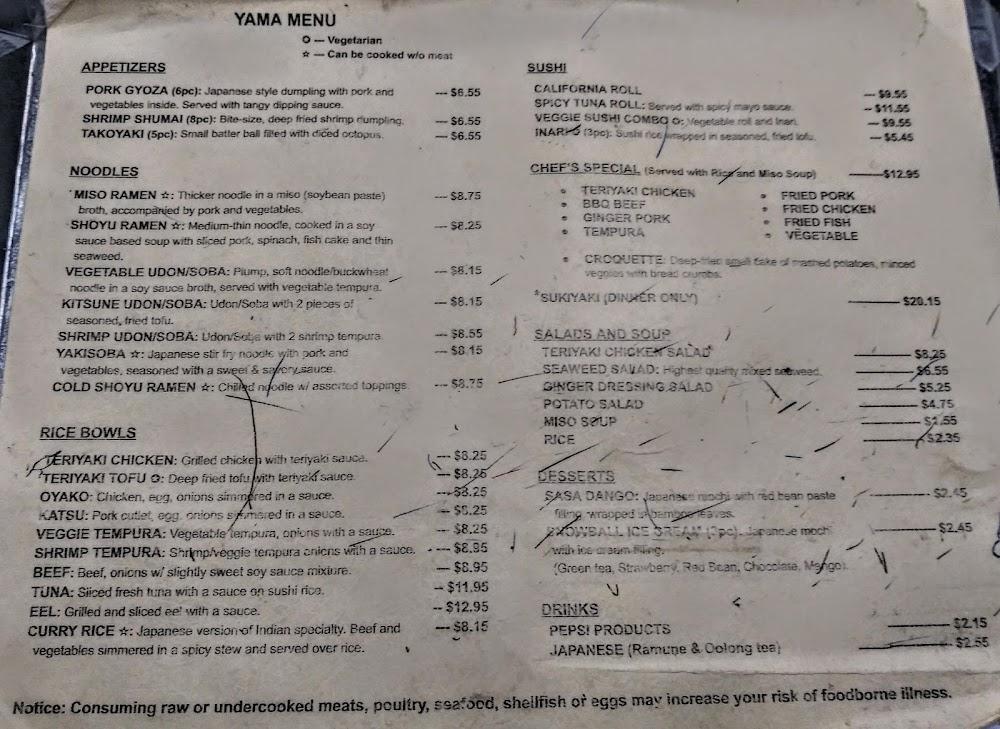 YAMA MENU
✪ — Vegetarian
☆ — Can be cooked w/o meat
APPETIZERS
PORK GYOZA (6pc): Japanese style dumpling with pork and --- $6.55
vegetables inside. Served with tangy dipping sauce.
SHRIMP SHUMAI (8pc): Bite-size, deep fried shrimp dumpling. --- $6.55
TAKOYAKI (5pc): Small batter ball filled with diced octopus. --- $6.55
NOODLES
MISO RAMEN ☆: Thicker noodle in a miso (soybean paste) --- $8.75
broth, accompanied by pork and vegetables.
SHOYU RAMEN ☆: Medium-thin noodle, cooked in a soy --- $8.25
sauce based soup with sliced pork, spinach, fish cake and thin
seaweed.
VEGETABLE UDON/SOBA: Plump, soft noodle/buckwheat --- $8.15
noodle in a soy sauce broth, served with vegetable tempura.
KITSUNE UDON/SOBA: Udon/Soba with 2 pieces of --- $8.15
seasoned, fried tofu.
SHRIMP UDON/SOBA: Udon/Soba with 2 shrimp tempura --- $8.55
YAKISOBA ☆: Japanese stir fry noodle with pork and --- $8.15
vegetables, seasoned with a sweet & savory sauce.
COLD SHOYU RAMEN ☆: Chilled noodle w/ assorted toppings. --- $8.75
RICE BOWLS
TERIYAKI CHICKEN: Grilled chicken with teriyaki sauce. --- $8.25
TERIYAKI TOFU ✪: Deep fried tofu with teriyaki sauce. --- $8.25
OYAKO: Chicken, egg, onions simmered in a sauce. --- $8.25
KATSU: Pork cutlet, egg, onions simmered in a sauce. --- $8.25
VEGGIE TEMPURA: Vegetable tempura, onions with a sauce. --- $8.25
SHRIMP TEMPURA: Shrimp/veggie tempura onions with a sauce. --- $8.95
BEEF: Beef, onions w/ slightly sweet soy sauce mixture. --- $8.95
TUNA: Sliced fresh tuna with a sauce on sushi rice. -- $11.95
EEL: Grilled and sliced eel with a sauce. -- $12.95
CURRY RICE ☆: Japanese version of Indian specialty. Beef and --- $8.15
vegetables simmered in a spicy stew and served over rice.
SUSHI
CALIFORNIA ROLL --- $9.55
SPICY TUNA ROLL: Served with spicy mayo sauce. --- $11.55
VEGGIE SUSHI COMBO ✪: Vegetable roll and Inari. --- $9.55
INARI ✪ (3pc): Sushi rice wrapped in seasoned, fried tofu. --- $5.45
CHEF'S SPECIAL (Served with Rice and Miso Soup) $12.95
• TERIYAKI CHICKEN
• BBQ BEEF
• GINGER PORK
• TEMPURA
• FRIED PORK
• FRIED CHICKEN
• FRIED FISH
• VEGETABLE
• CROQUETTE: Deep-fried small cake of mashed potatoes, minced
veggies with bread crumbs.
*SUKIYAKI (DINNER ONLY) $20.15
SALADS AND SOUP
TERIYAKI CHICKEN SALAD $8.25
SEAWEED SALAD: Highest quality mixed seaweed. $6.55
GINGER DRESSING SALAD $5.25
POTATO SALAD $4.75
MISO SOUP $1.55
RICE $2.35
DESSERTS
SASA DANGO: Japanese mochi with red bean paste $2.45
filling, wrapped in bamboo leaves.
SNOWBALL ICE CREAM (2pc): Japanese mochi $2.45
with ice cream filling.
(Green tea, Strawberry, Red Bean, Chocolate, Mango).
DRINKS
PEPSI PRODUCTS $2.15
JAPANESE (Ramune & Oolong tea) $2.55
Notice: Consuming raw or undercooked meats, poultry, seafood, shellfish or eggs may increase your risk of foodborne illness.